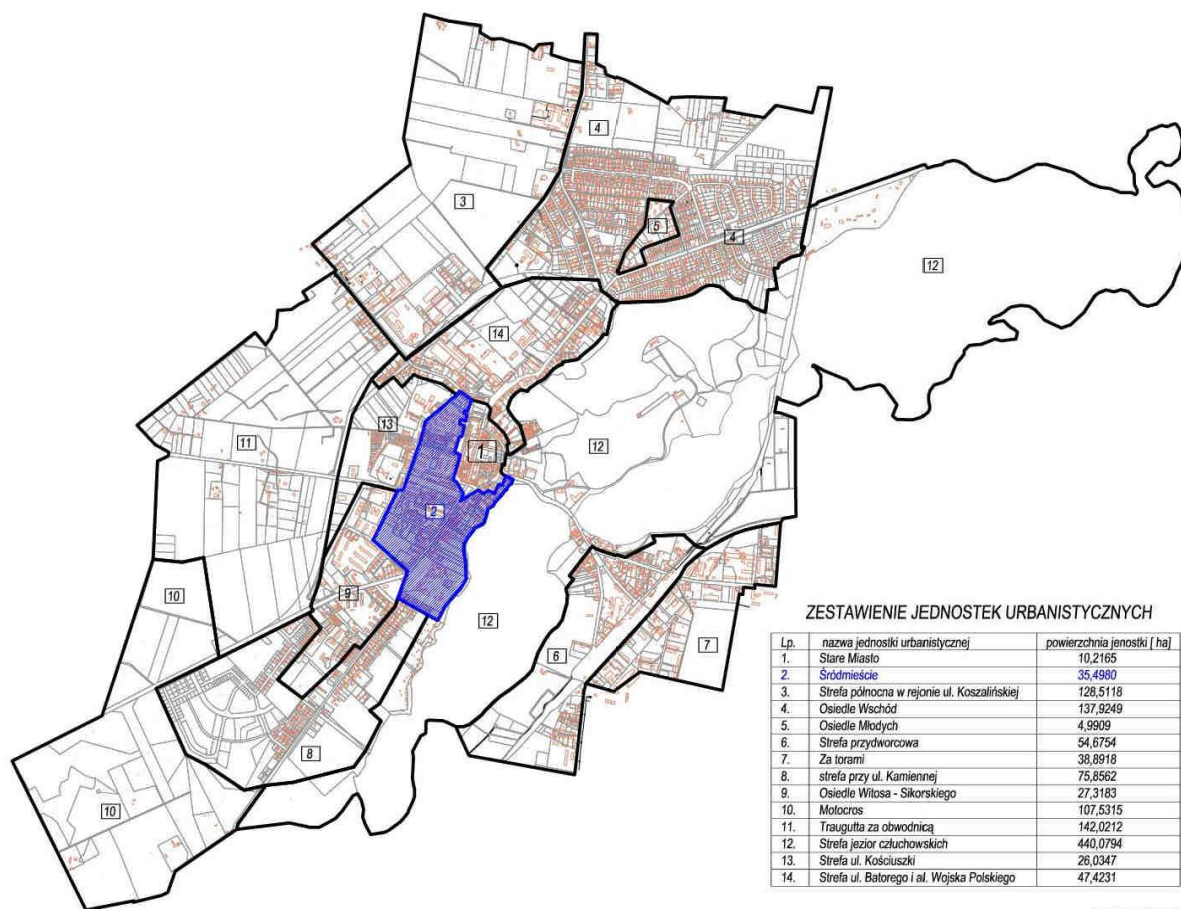 4
3
5
4
12
14
13
1
12
11
2
10
9
12
6
7
8
10
ZESTAWIENIE JEDNOSTEK URBANISTYCZNYCH
Lp. nazwa jednostki urbanistycznej powierzchnia jenostki [ ha]
1. Stare Miasto 10,2165
2. Śródmieście 35,4980
3. Strefa północna w rejonie ul. Koszalińskiej 128,5118
4. Osiedle Wschód 137,9249
5. Osiedle Młodych 4,9909
6. Strefa przydworcowa 54,6754
7. Za torami 38,8918
8. strefa przy ul. Kamiennej 75,8562
9. Osiedle Witosa - Sikorskiego 27,3183
10. Motocros 107,5315
11. Traugutta za obwodnicą 142,0212
12. Strefa jezior człuchowskich 440,0794
13. Strefa ul. Kościuszki 26,0347
14. Strefa ul. Batorego i al. Wojska Polskiego 47,4231